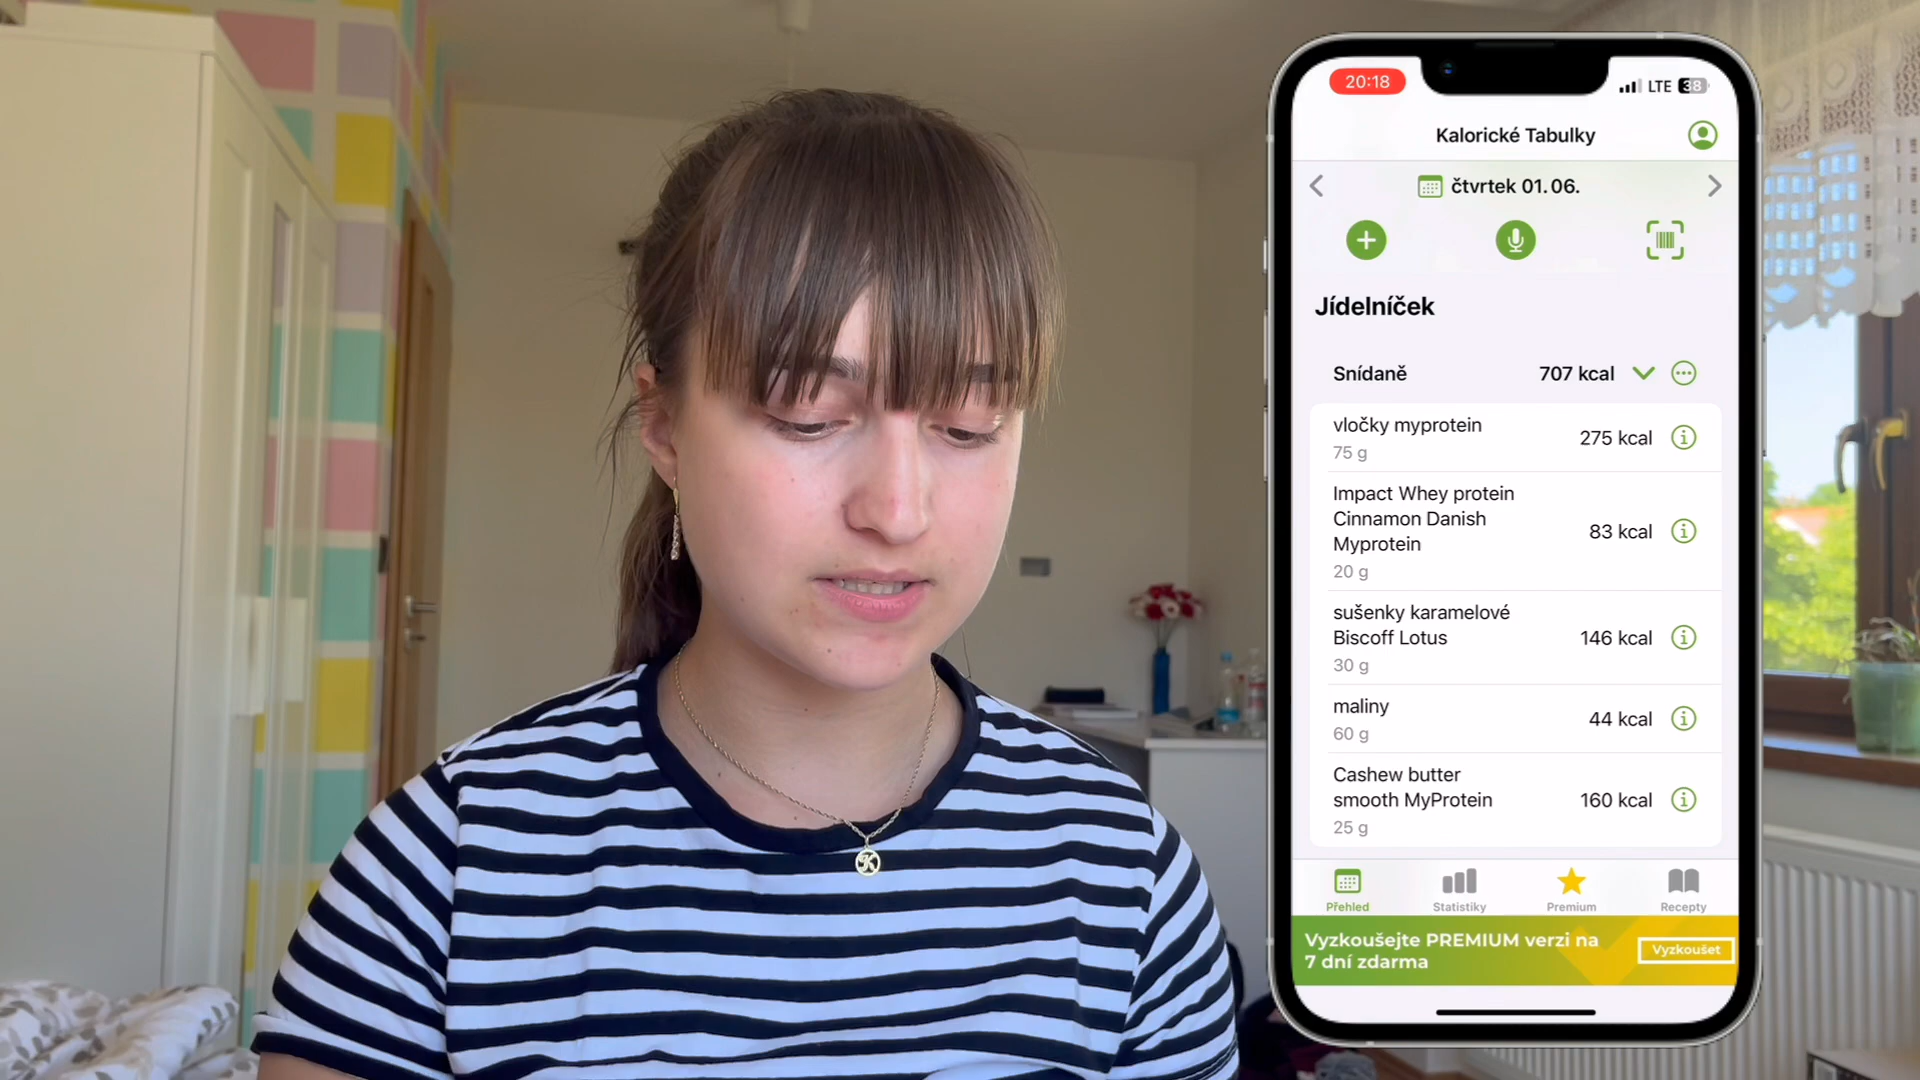 20:18
LTE
38
Kalorické Tabulky
čtvrtek 01.06.
Jídelníček
Snídaně
707 kcal
vločky myprotein
75 g
275 kcal
Impact Whey protein
Cinnamon Danish
Myprotein
20 g
83 kcal
sušenky karamelové
Biscoff Lotus
30 g
146 kcal
maliny
60 g
44 kcal
Cashew butter
smooth MyProtein
25 g
160 kcal
Přehled
Statistiky
Premium
Recepty
Vyzkoušejte PREMIUM verzi na
7 dní zdarma
Vyzkoušet
K